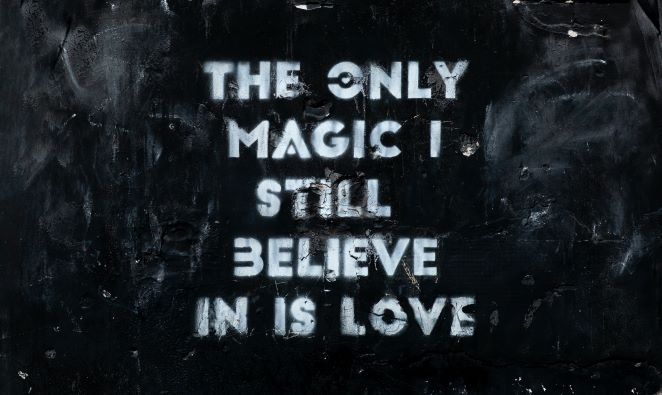 THE ONLY
MAGIC I
STILL
BELIEVE
IN IS LOVE